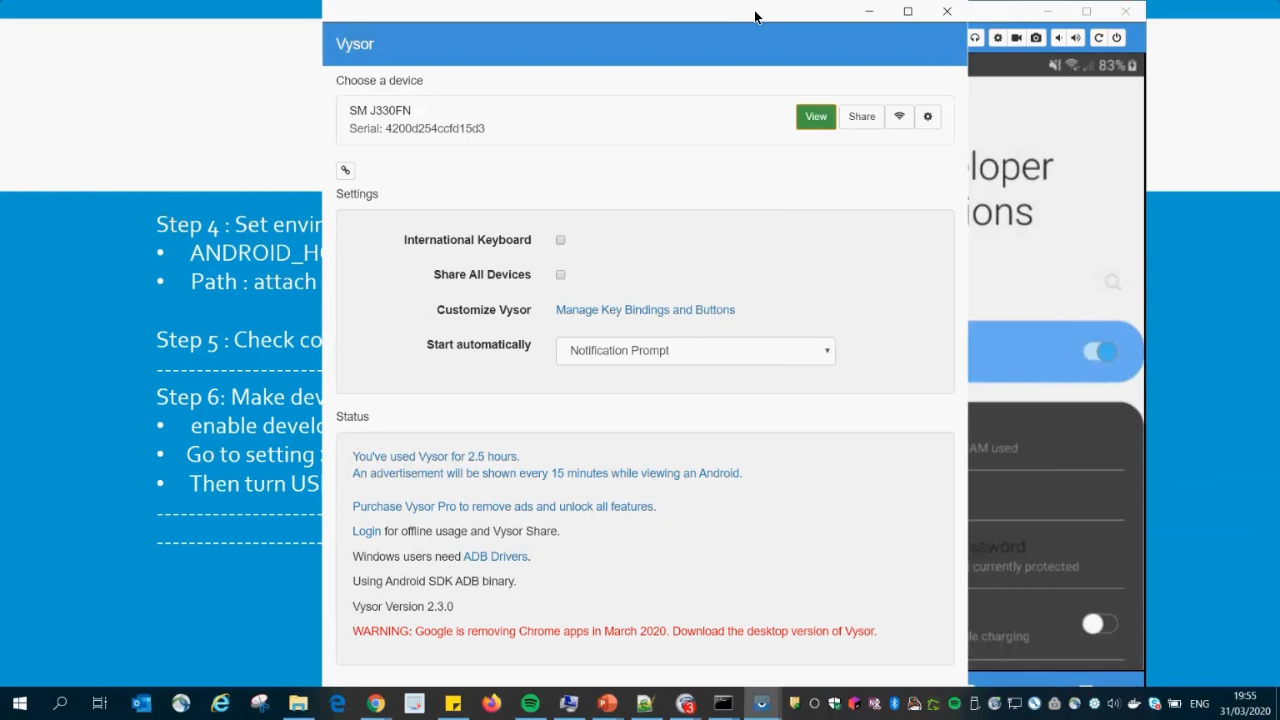 Vysor
Choose a device
SM J330FN
Serial: 4200d254ccfd15d3
View
Share
Settings
International Keyboard
Share All Devices
Customize Vysor
Manage Key Bindings and Buttons
Start automatically
Notification Prompt
Status
You've used Vysor for 2.5 hours.
An advertisement will be shown every 15 minutes while viewing an Android.
Purchase Vysor Pro to remove ads and unlock all features.
Login for offline usage and Vysor Share.
Windows users need ADB Drivers.
Using Android SDK ADB binary.
Vysor Version 2.3.0
WARNING: Google is removing Chrome apps in March 2020. Download the desktop version of Vysor.
Step 4 : Set envir
• ANDROID_HO
• Path : attach
Step 5 : Check co
Step 6: Make dev
• enable develo
• Go to setting
• Then turn US
83%
loper
ions
AM used
ssword
currently protected
le charging
ENG
19:55
31/03/2020